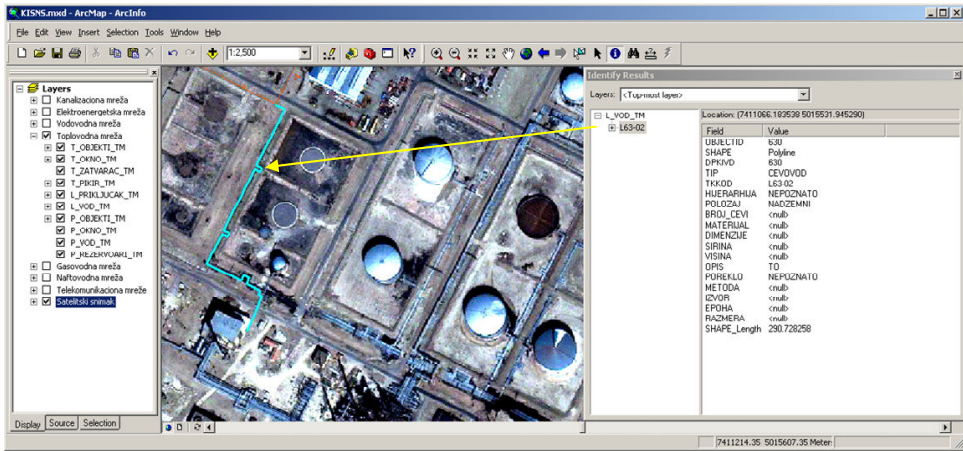 KISNS.mxd - ArcMap - ArcInfo
File Edit View Insert Selection Tools Window Help
1:2,500
Layers
Kanalizaciona mreža
Elektroenergetska mreža
Vodovodna mreža
Toplovodna mreža
T_OBJEKTI_TM
T_OKNO_TM
T_ZATVARAC_TM
T_PIKIR_TM
L_PRIKLJUCAK_TM
L_VOD_TM
P_OBJEKTI_TM
P_OKNO_TM
P_VOD_TM
P_REZERVOARI_TM
Gasovodna mreža
Naftovodna mreža
Telekomunikaciona mreže
Satelitski snimak
Display Source Selection
Identify Results
Layers: <Top-most layer>
L_VOD_TM
L63-02
Location: (7411066.183538 5015531.945290)
Field Value
OBJECTID 630
SHAPE Polyline
DPKIVD 630
TIP CEVOVOD
TKKOD L63-02
HIJERARHIJA NEPOZNATO
POLOZAJ NADZEMNI
BROJ_CEVI <null>
MATERIJAL <null>
DIMENZIJE <null>
SIRINA <null>
VISINA <null>
OPIS TO
POREKLO NEPOZNATO
METODA <null>
IZVOR <null>
EPOHA <null>
RAZMERA <null>
SHAPE_Length 290.728258
7411214.35 5015607.35 Meter